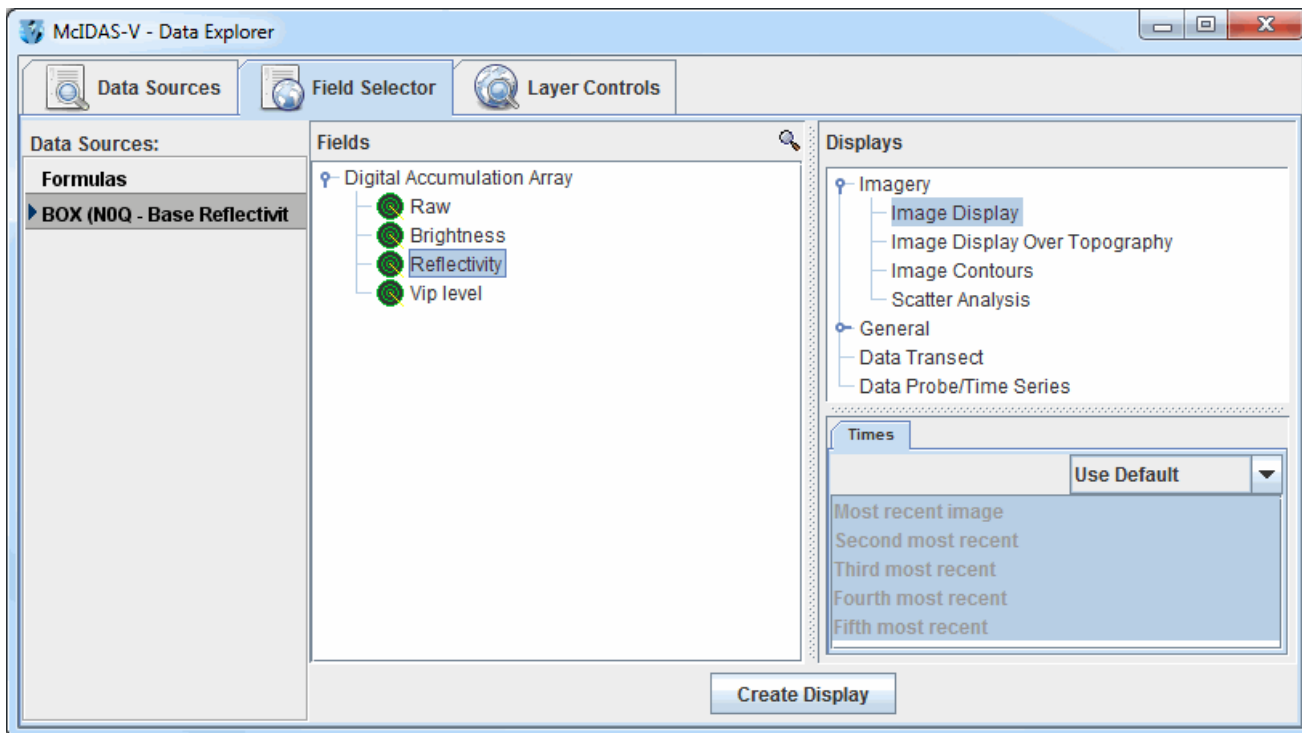 McIDAS-V - Data Explorer
Data Sources
Field Selector
Layer Controls
Data Sources:
Formulas
BOX (N0Q - Base Reflectivit
Fields
Digital Accumulation Array
Raw
Brightness
Reflectivity
Vip level
Displays
Imagery
Image Display
Image Display Over Topography
Image Contours
Scatter Analysis
General
Data Transect
Data Probe/Time Series
Times
Use Default
Most recent image
Second most recent
Third most recent
Fourth most recent
Fifth most recent
Create Display